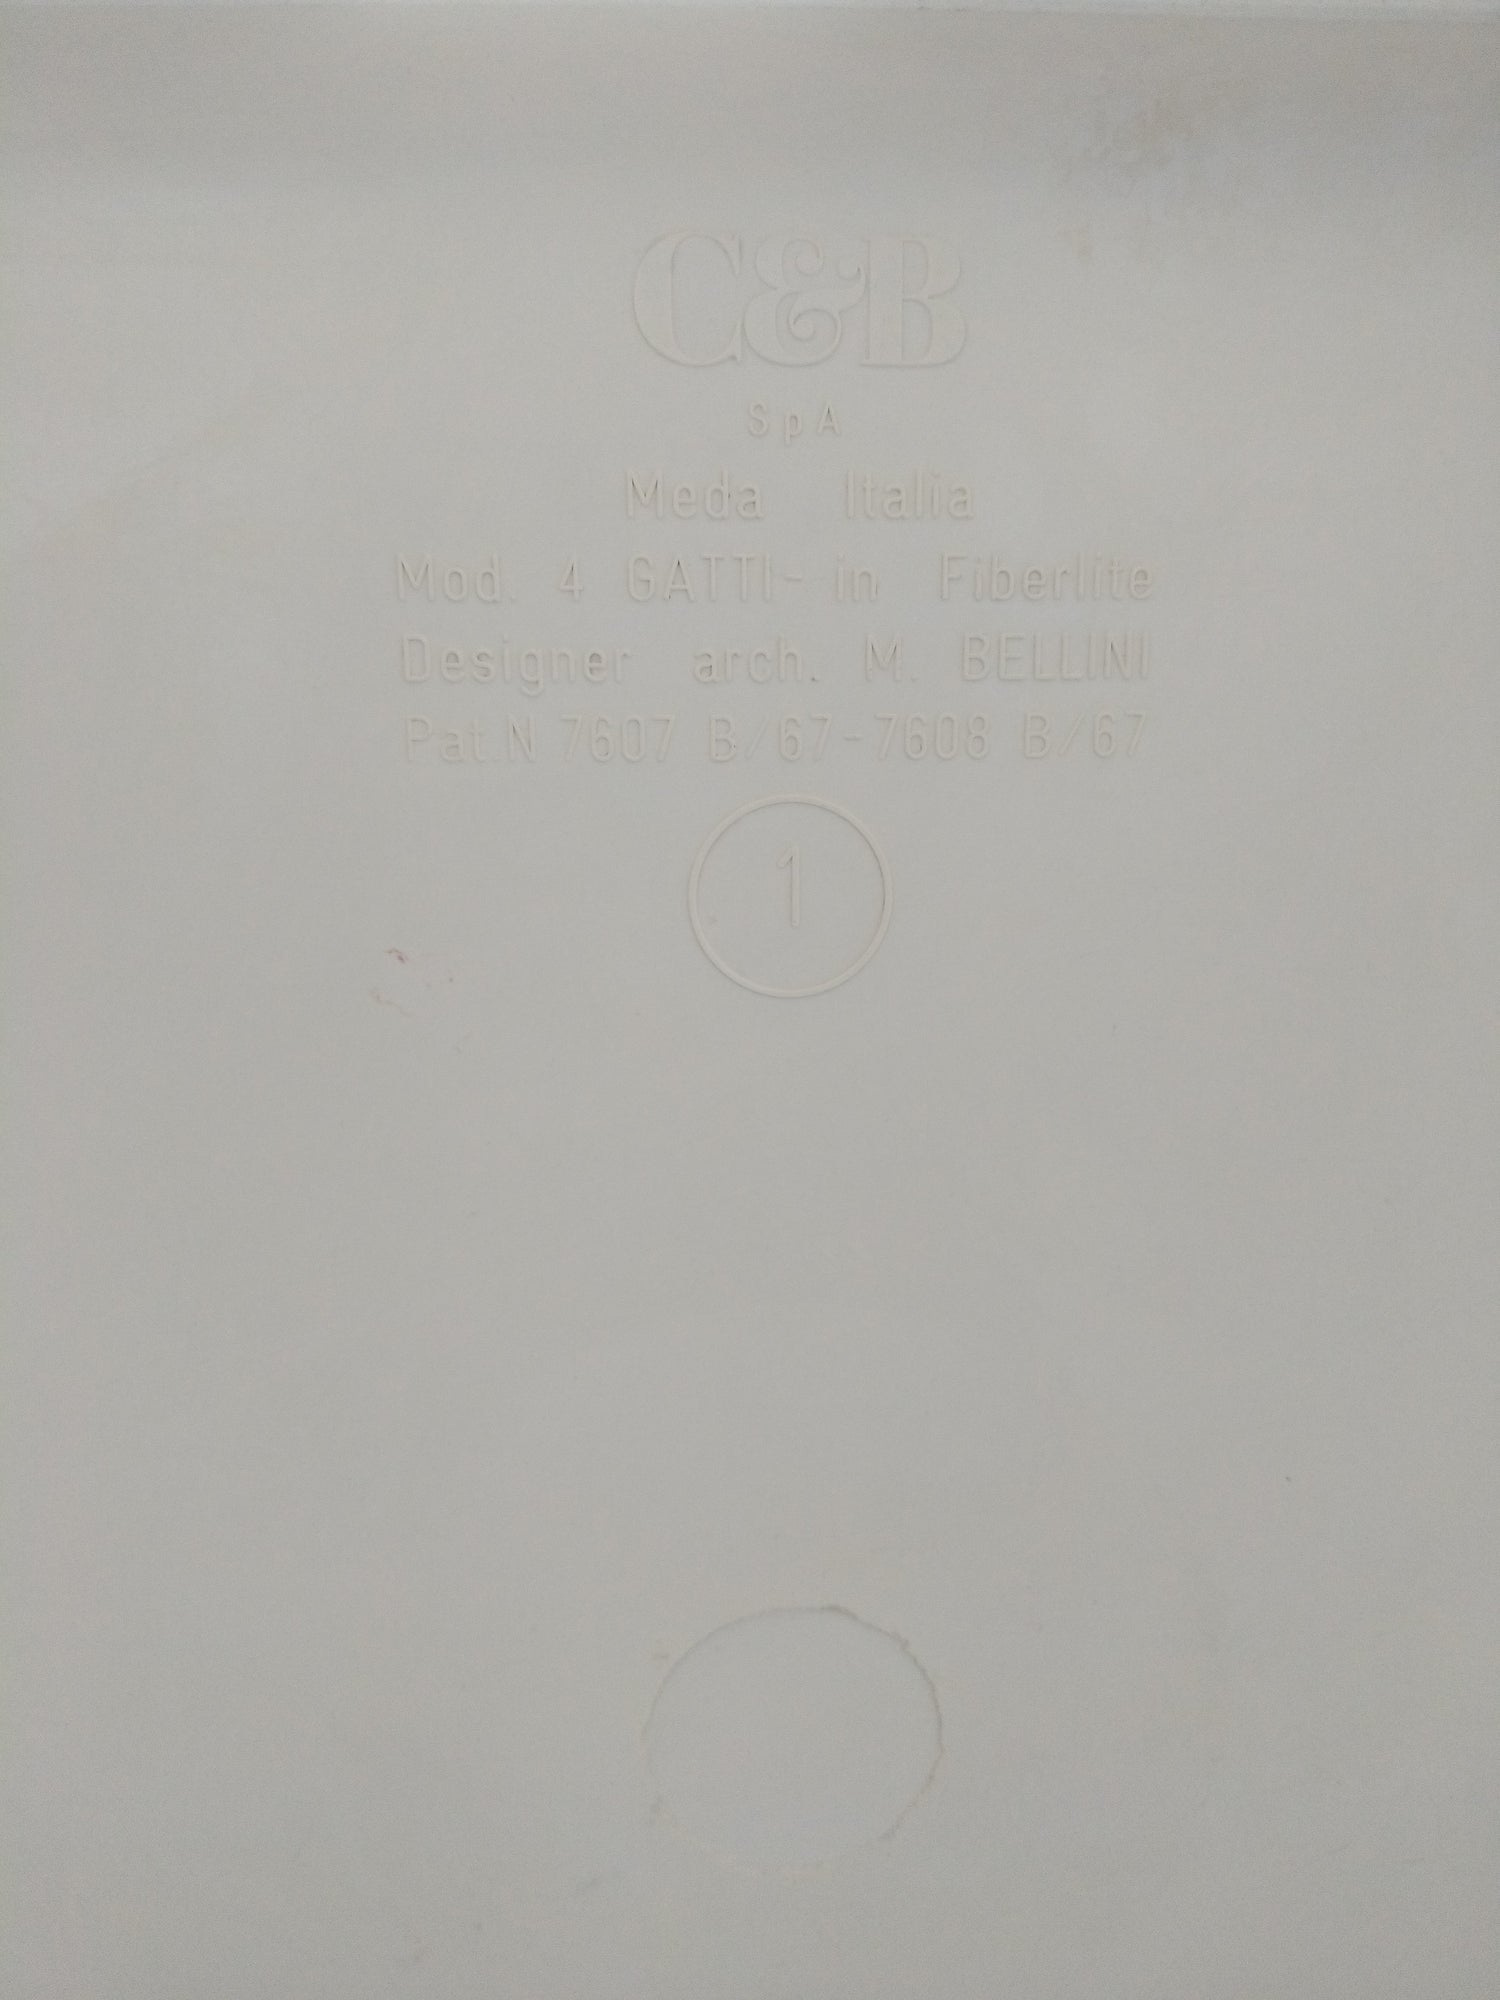 C&B
SpA
Meda Italia
Mod. 4 GATTI- in Fiberlite
Designer arch. M. BELLINI
Pat.N 7607 B/67-7608 B/67
1